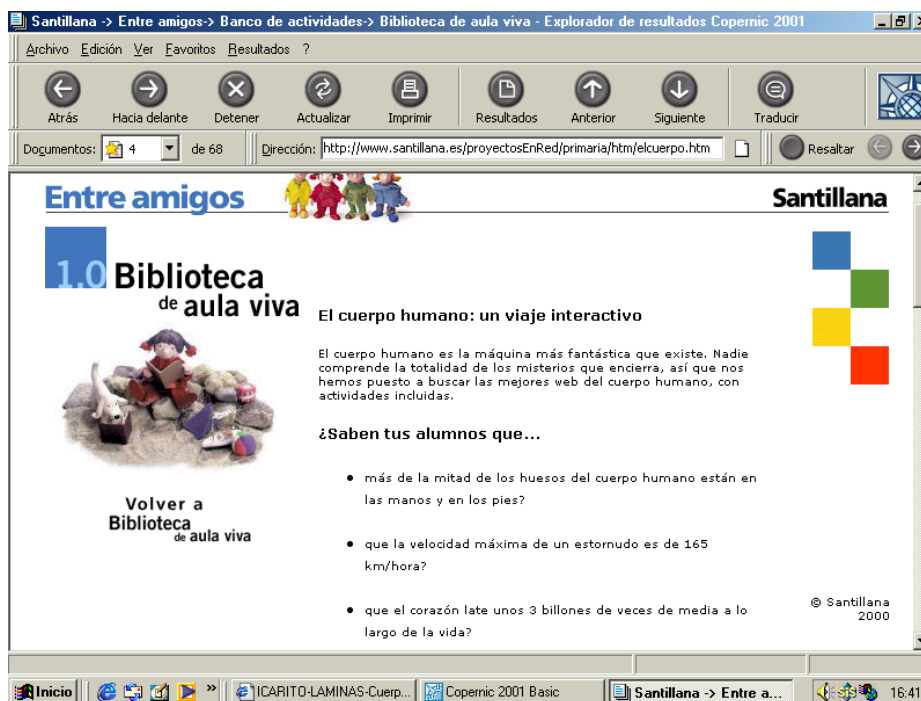 Santillana -> Entre amigos-> Banco de actividades-> Biblioteca de aula viva - Explorador de resultados Copernic 2001
Archivo Edición Ver Favoritos Resultados ?
Atrás Hacia delante Detener Actualizar Imprimir Resultados Anterior Siguiente Traducir
Documentos: 4 de 68 Dirección: http://www.santillana.es/proyectosEnRed/primaria/htm/elcuerpo.htm Resaltar
Entre amigos Santillana
1.0 Biblioteca
de aula viva
El cuerpo humano: un viaje interactivo
El cuerpo humano es la máquina más fantástica que existe. Nadie
comprende la totalidad de los misterios que encierra, así que nos
hemos puesto a buscar las mejores web del cuerpo humano, con
actividades incluidas.
¿Saben tus alumnos que...
más de la mitad de los huesos del cuerpo humano están en
las manos y en los pies?
Volver a
Biblioteca
de aula viva
que la velocidad máxima de un estornudo es de 165
km/hora?
que el corazón late unos 3 billones de veces de media a lo
largo de la vida?
© Santillana
2000
Inicio » ICARITO-LAMINAS-Cuerp... Copernic 2001 Basic Santillana -> Entre a... 16:41